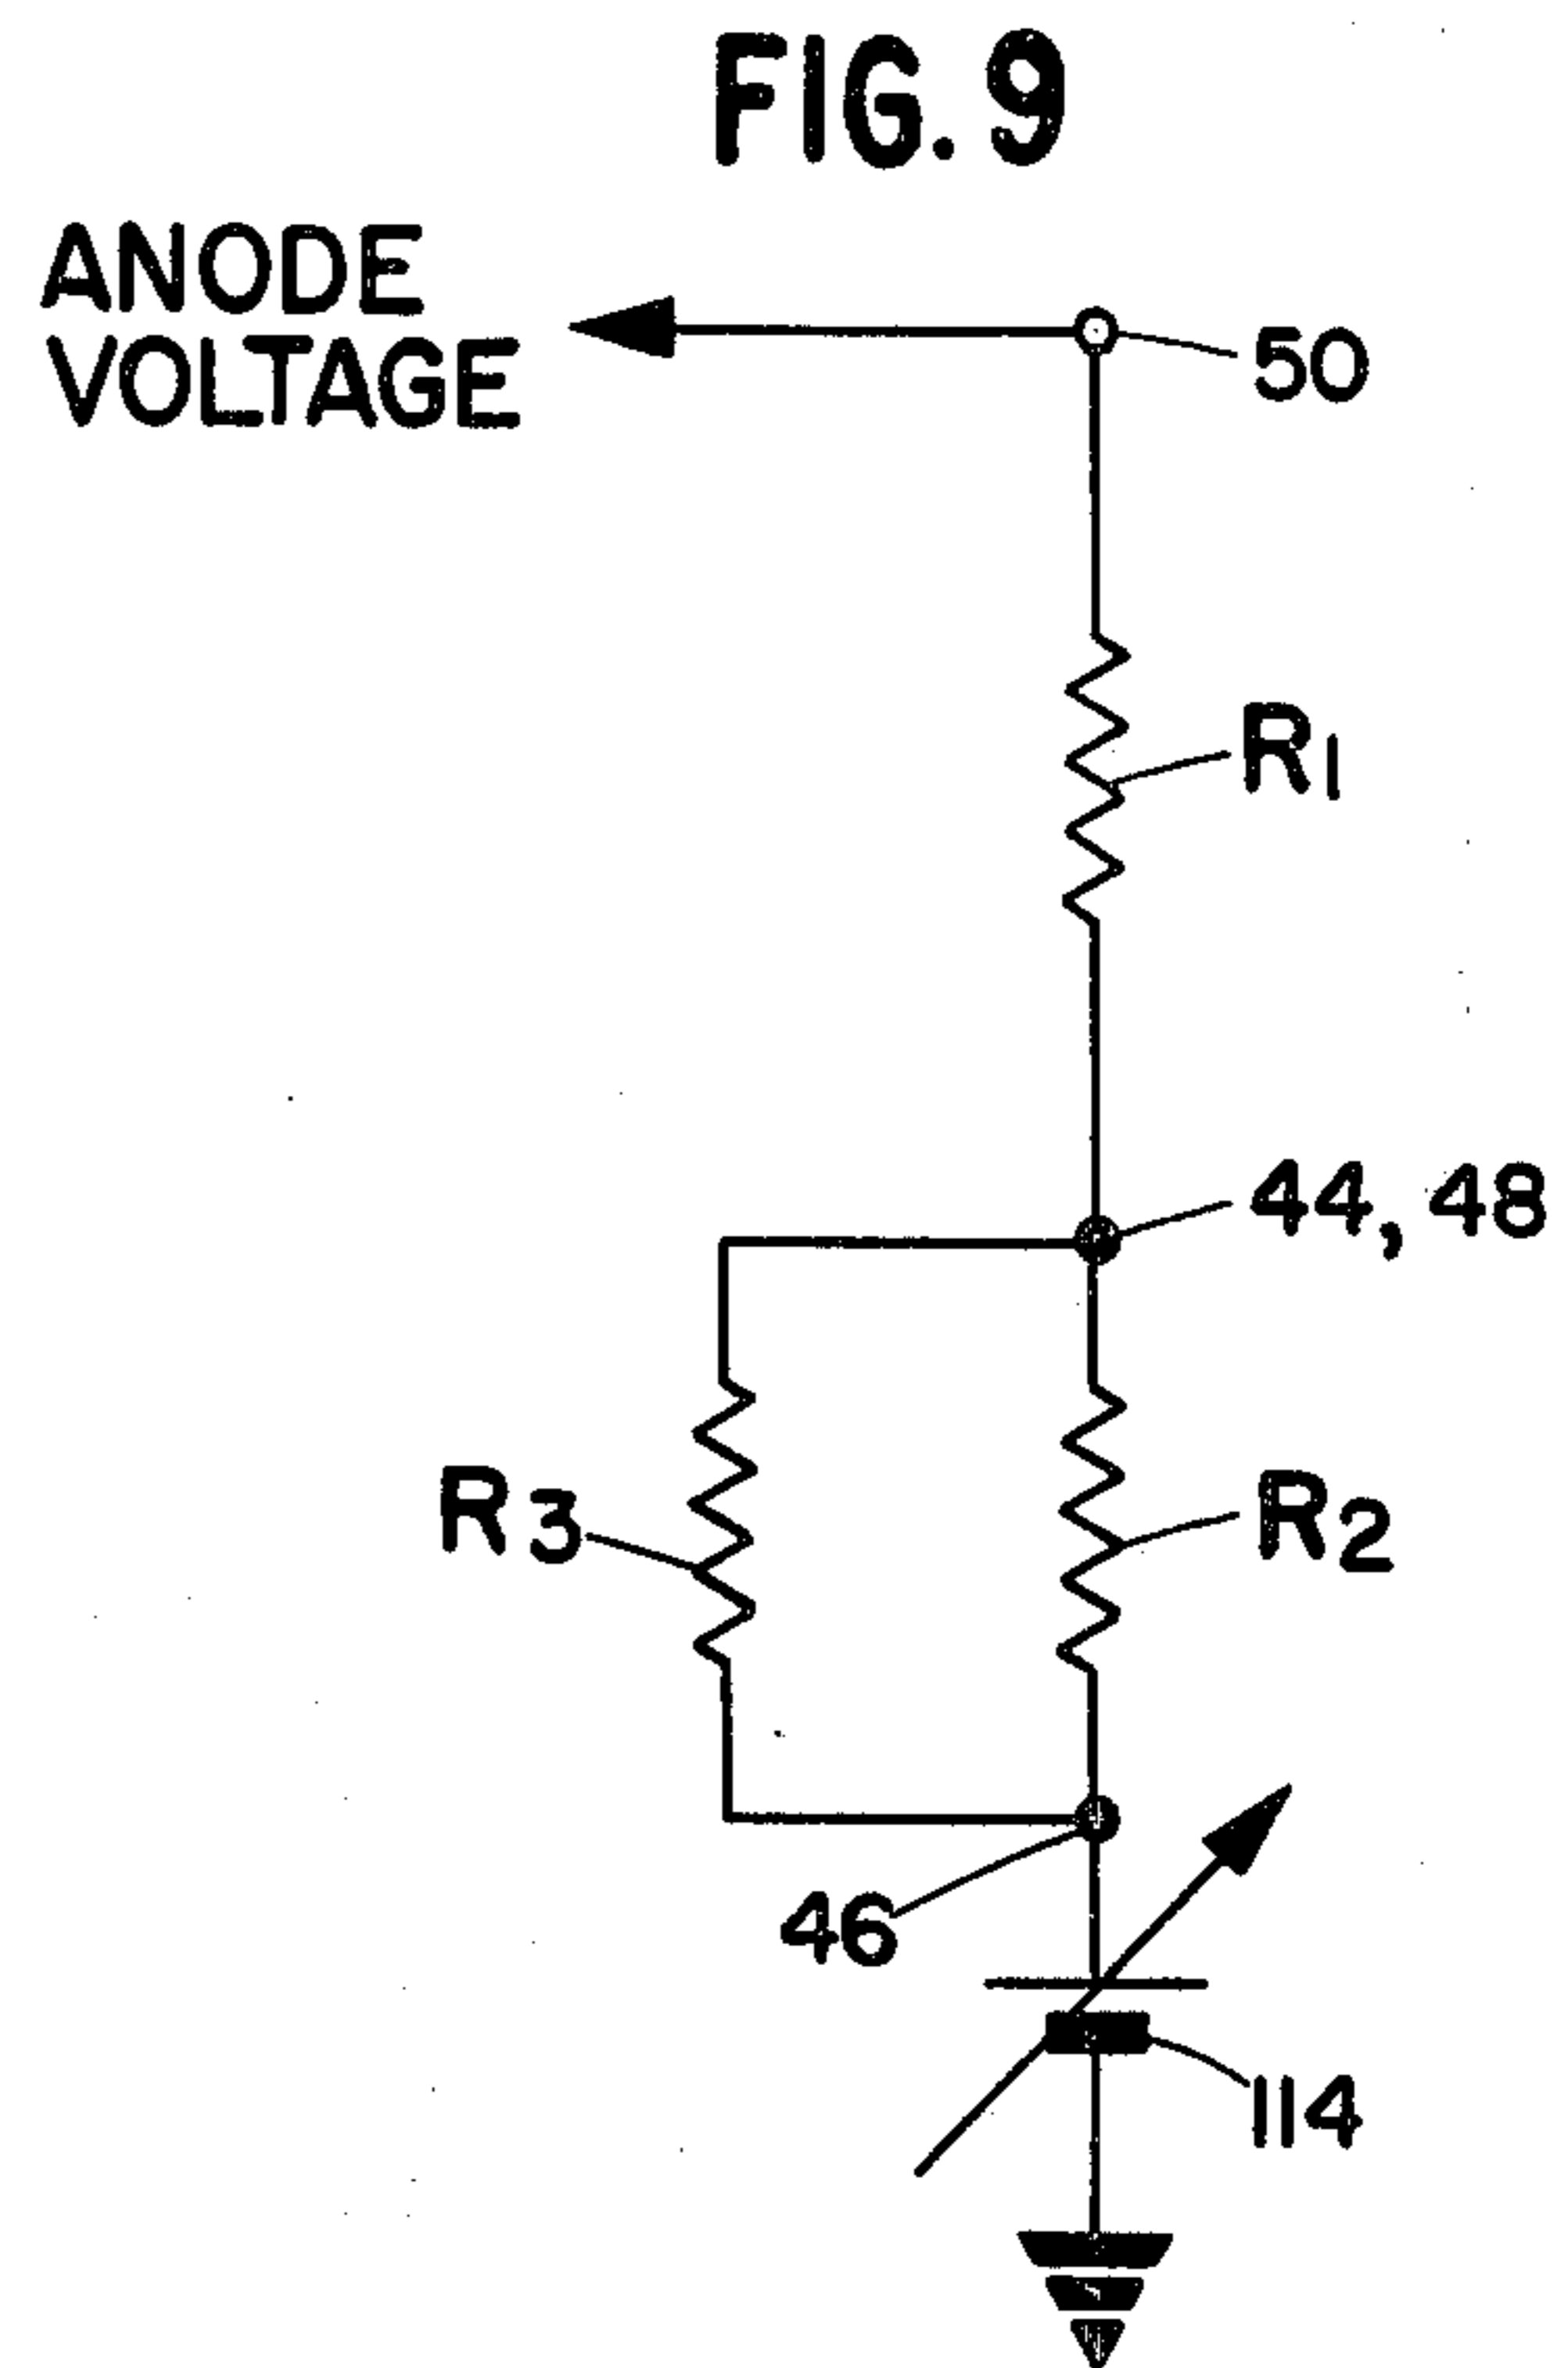 FIG. 9
ANODE
VOLTAGE
50
R1
44, 48
R3
R2
46
114